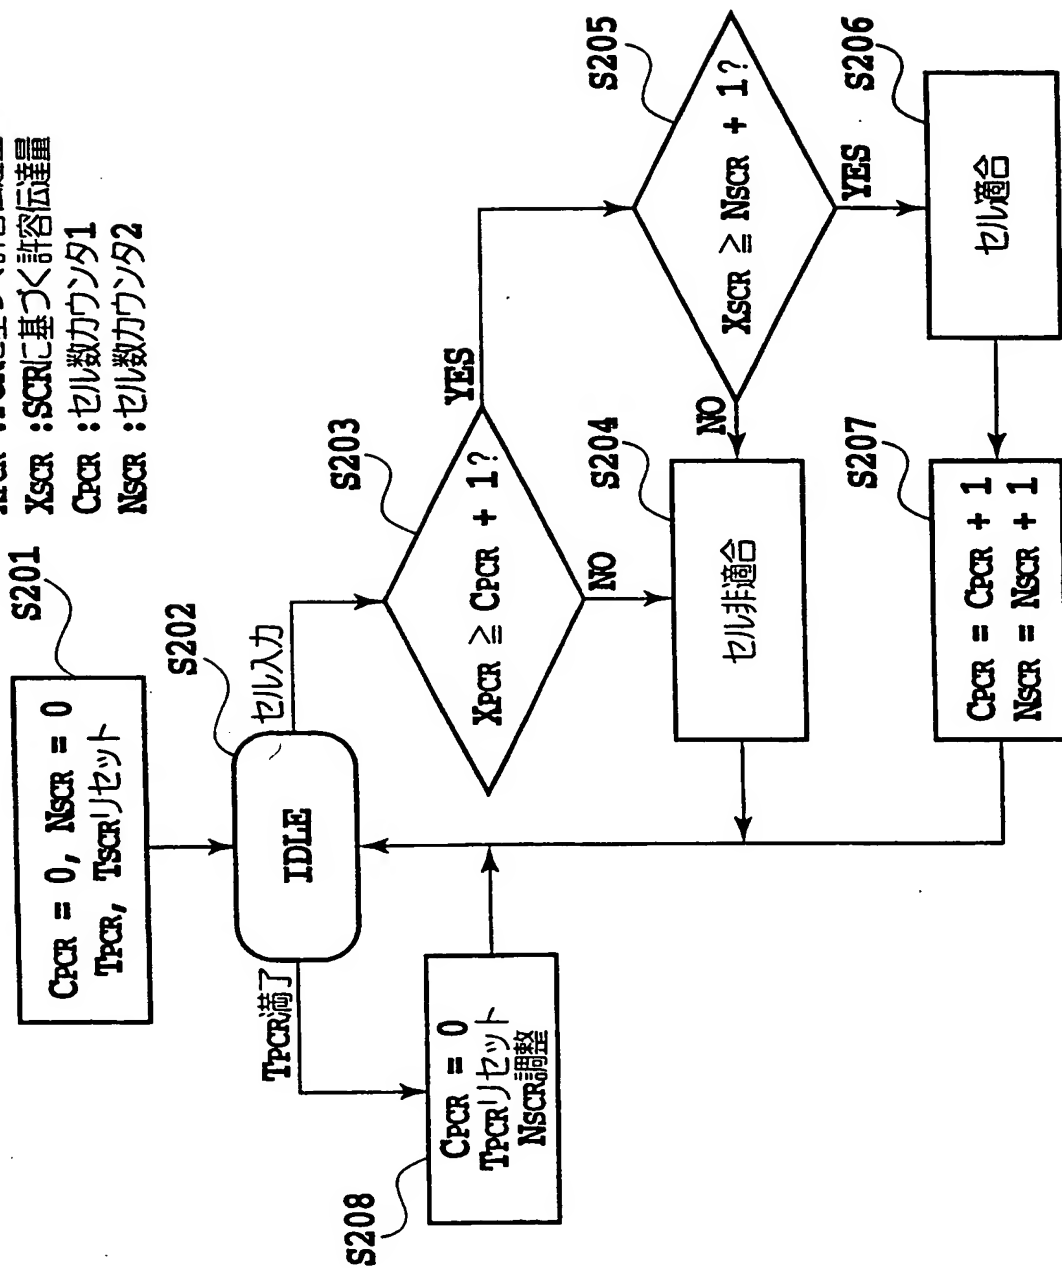 XSCR :SCRに基づく許容伝達量
CPCR :セル数カウンタ1
NSCR :セル数カウンタ2
S201
CPCR = 0, NSCR = 0
TPCR, TSCRリセット
S202
IDLE
セル入力
TPCR満了
S203
XPCR ≧ CPCR + 1?
YES
NO
S204
セル非適合
S205
XSCR ≧ NSCR + 1?
NO
YES
S206
セル適合
S207
CPCR = CPCR + 1
NSCR = NSCR + 1
S208
CPCR = 0
TPCRリセット
NSCR調整